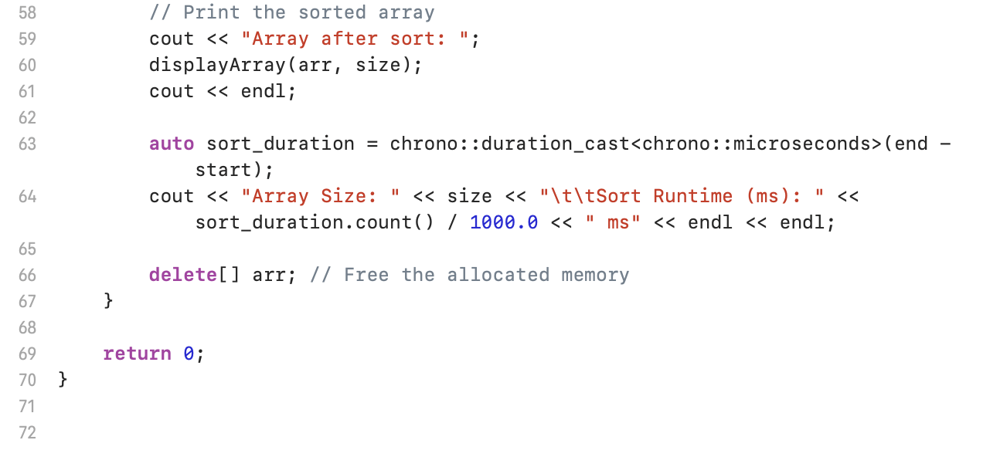 58 // Print the sorted array
59 cout << "Array after sort: ";
60 displayArray(arr, size);
61 cout << endl;
62
63 auto sort_duration = chrono::duration_cast<chrono::microseconds>(end -
start);
64 cout << "Array Size: " << size << "\t\tSort Runtime (ms): " <<
sort_duration.count() / 1000.0 << " ms" << endl << endl;
65
66 delete[] arr; // Free the allocated memory
67 }
68
69 return 0;
70 }
71
72